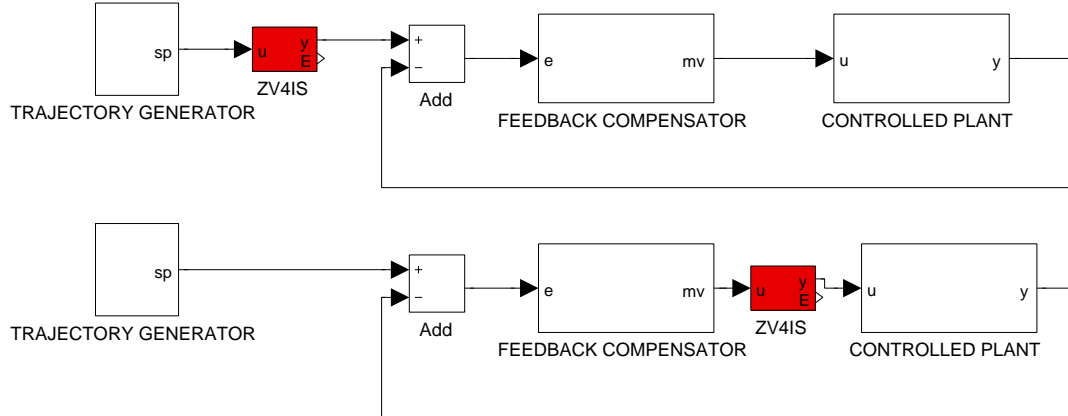 sp
TRAJECTORY GENERATOR
u
y
E
ZV4IS
+
−
Add
e
mv
FEEDBACK COMPENSATOR
u
y
CONTROLLED PLANT
sp
TRAJECTORY GENERATOR
+
−
Add
e
mv
FEEDBACK COMPENSATOR
u
y
E
ZV4IS
u
y
CONTROLLED PLANT